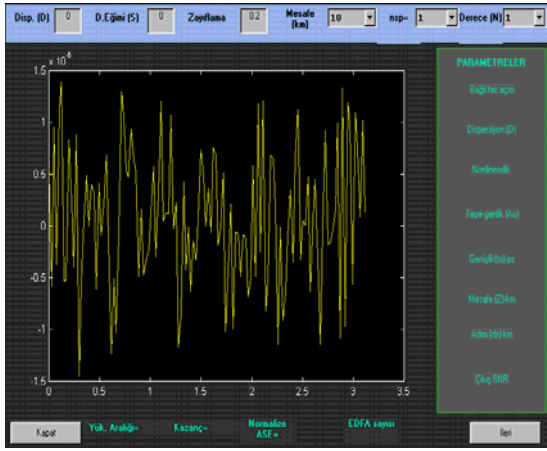 Disp. (D) 0 D.Eğimi (S) 0 Zayıflama 0.2 Mesafe (km) 10 nsp= 1 Derece (N) 1
x 10^6
PARAMETRELER
Bağıl faz açısı
Dispersiyon (D)
Nonlineerlik
Tepe genlik (Ao)
Genişlik(to)-ps
Mesafe (Z)-km
Adım (dz)-km
Çıkış SNR
1.5
1
0.5
0
-0.5
-1
-1.5
0 0.5 1 1.5 2 2.5 3 3.5
Kapat Yük. Aralığı= Kazanç= Normalize ASE= EDFA sayısı İleri